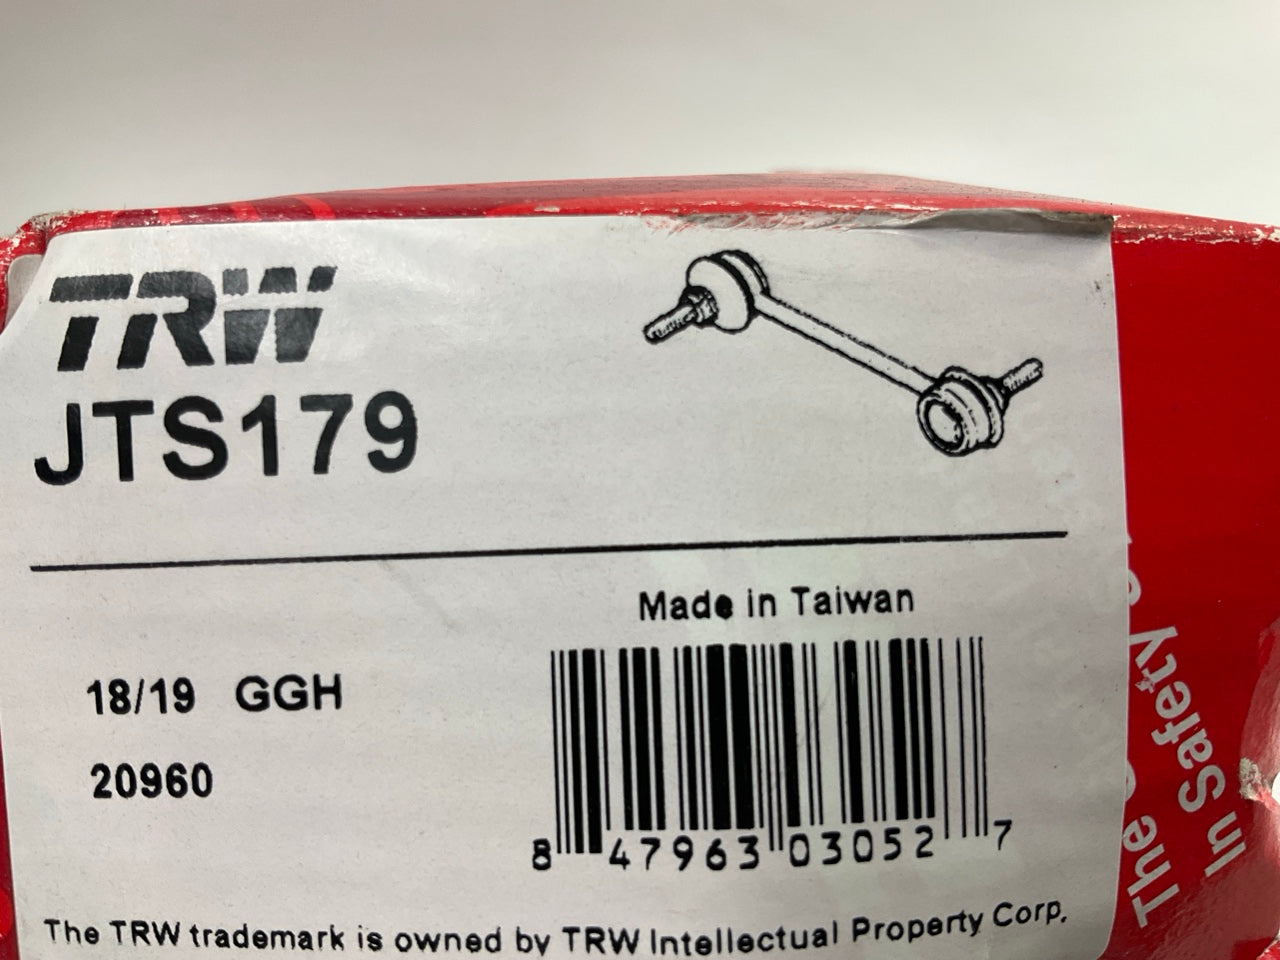 TRW
JTS179
Made in Taiwan
18/19 GGH
20960
8 47963 03052 7
The TRW trademark is owned by TRW Intellectual Property Corp.
The
In Safety